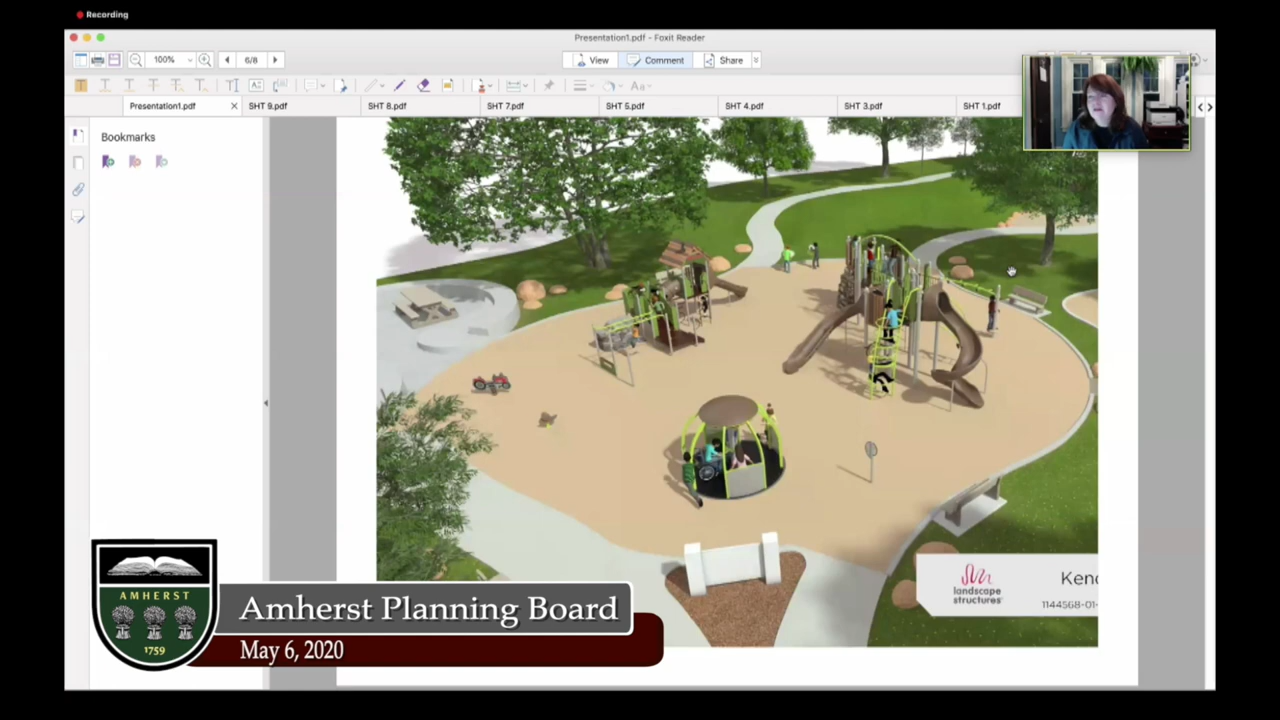 Recording
Presentation1.pdf - Foxit Reader
100%
6/8
View
Comment
Share
Presentation1.pdf
SHT 9.pdf
SHT 8.pdf
SHT 7.pdf
SHT 5.pdf
SHT 4.pdf
SHT 3.pdf
SHT 1.pdf
Bookmarks
landscape
structures
Kend
1144568-01-
AMHERST
1759
Amherst Planning Board
May 6, 2020